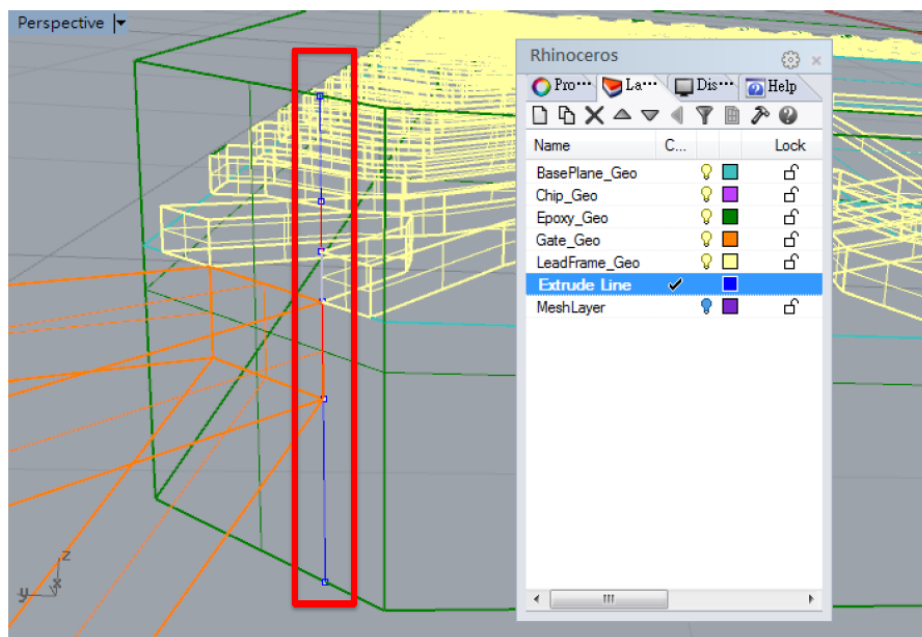 Perspective
Rhinoceros
Pro··· La··· Dis··· Help
Name C... Lock
BasePlane_Geo
Chip_Geo
Epoxy_Geo
Gate_Geo
LeadFrame_Geo
Extrude Line
MeshLayer
z
y x